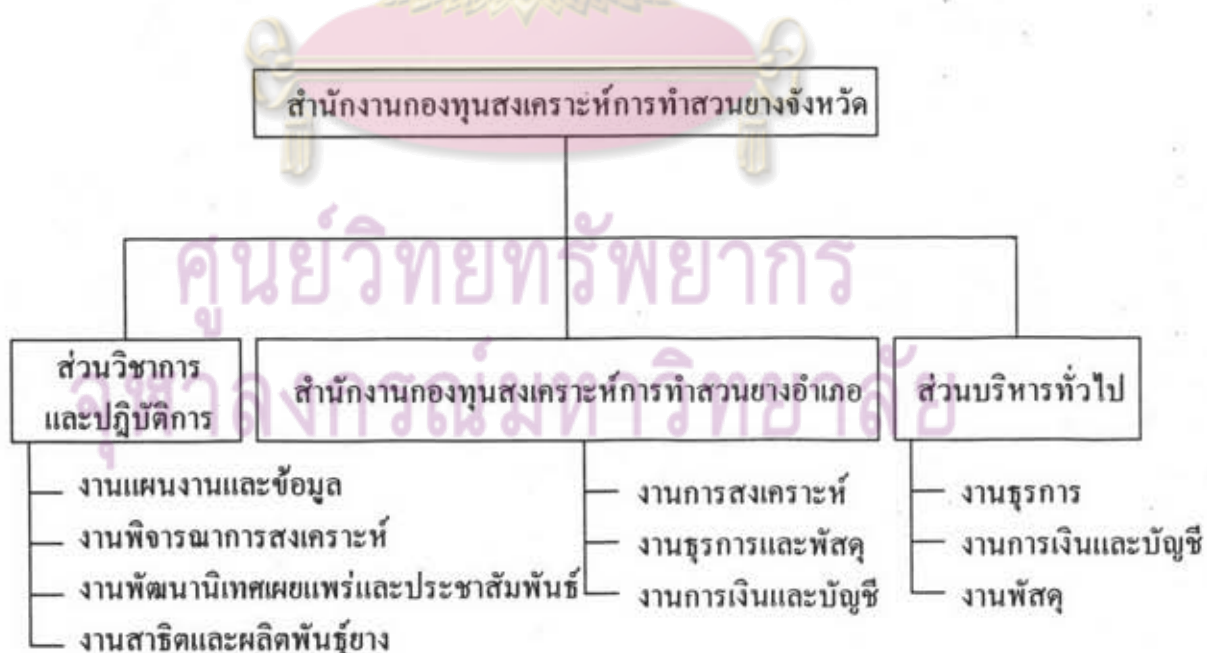 สำนักงานกองทุนสงเคราะห์การทำสวนยางจังหวัด
ศูนย์วิทยทรัพยากร
จุฬาลงกรณ์มหาวิทยาลัย
ส่วนวิชาการ
และปฏิบัติการ
งานแผนงานและข้อมูล
งานพิจารณาการสงเคราะห์
งานพัฒนานิเทศเผยแพร่และประชาสัมพันธ์
งานสาธิตและผลิตพันธุ์ยาง
สำนักงานกองทุนสงเคราะห์การทำสวนยางอำเภอ
งานการสงเคราะห์
งานธุรการและพัสดุ
งานการเงินและบัญชี
ส่วนบริหารทั่วไป
งานธุรการ
งานการเงินและบัญชี
งานพัสดุ